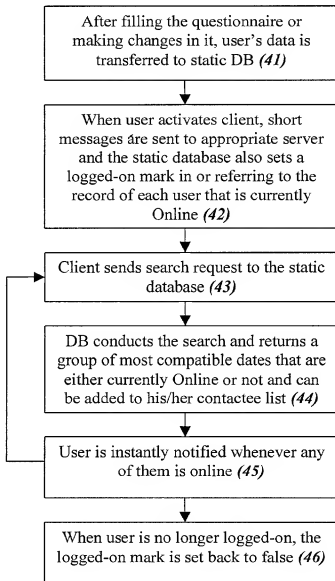 After filling the questionnaire or
making changes in it, user's data is
transferred to static DB (41)
When user activates client, short
messages are sent to appropriate server
and the static database also sets a
logged-on mark in or referring to the
record of each user that is currently
Online (42)
Client sends search request to the static
database (43)
DB conducts the search and returns a
group of most compatible dates that are
either currently Online or not and can
be added to his/her contactee list (44)
User is instantly notified whenever any
of them is online (45)
When user is no longer logged-on, the
logged-on mark is set back to false (46)